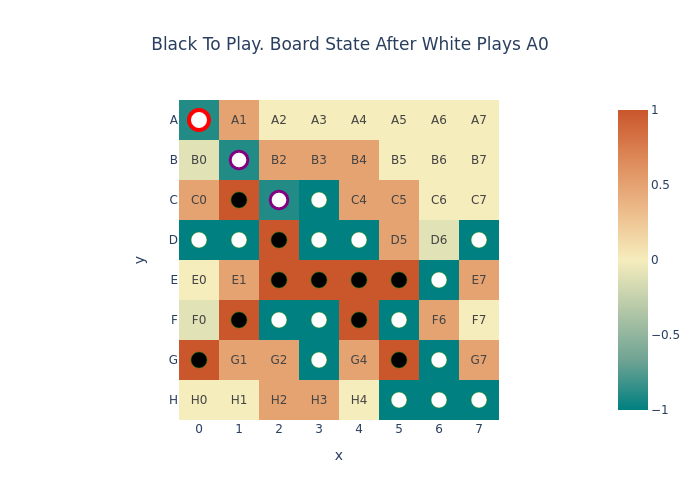 Black To Play. Board State After White Plays A0
A A1 A2 A3 A4 A5 A6 A7 1
B B0 B2 B3 B4 B5 B6 B7
C C0 C4 C5 C6 C7 0.5
D D5 D6
y 0
E E0 E1 E7
F F0 F6 F7 −0.5
G G1 G2 G4 G7
H H0 H1 H2 H3 H4 −1
0 1 2 3 4 5 6 7
x